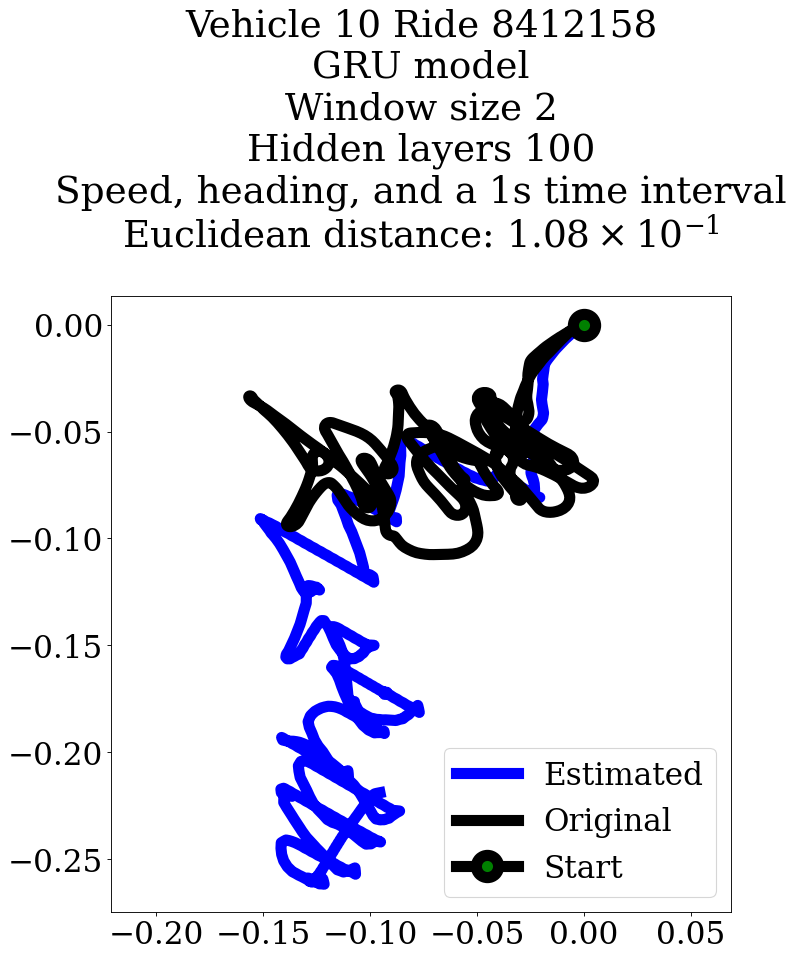 Vehicle 10 Ride 8412158
GRU model
Window size 2
Hidden layers 100
Speed, heading, and a 1s time interval
Euclidean distance: 1.08 × 10⁻¹
0.00
−0.05
−0.10
−0.15
−0.20
−0.25
Estimated
Original
Start
−0.20 −0.15 −0.10 −0.05 0.00 0.05